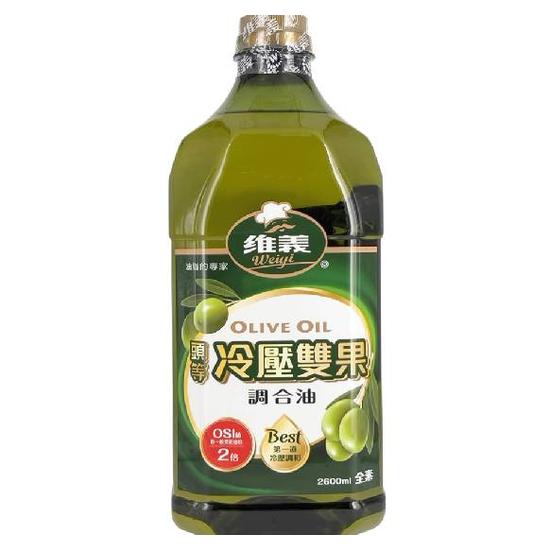 维義
Weiyi
®
油脂的專家
OLIVE OIL
頭等
冷壓雙果
調合油
OSI值
2倍
Best
第一道
冷壓調和
2600ml 全素